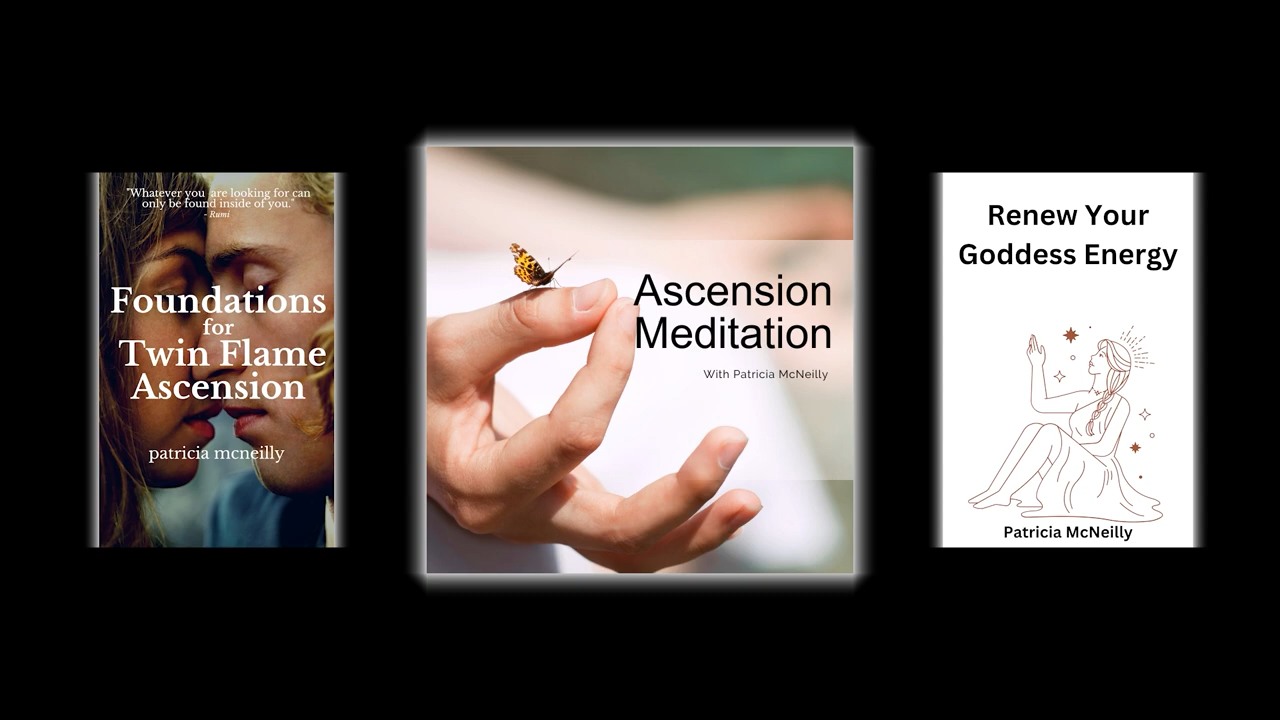 "Whatever you are looking for can
only be found inside of you."
- Rumi
Foundations
for
Twin Flame
Ascension
patricia mcneilly
Ascension
Meditation
With Patricia McNeilly
Renew Your
Goddess Energy
Patricia McNeilly